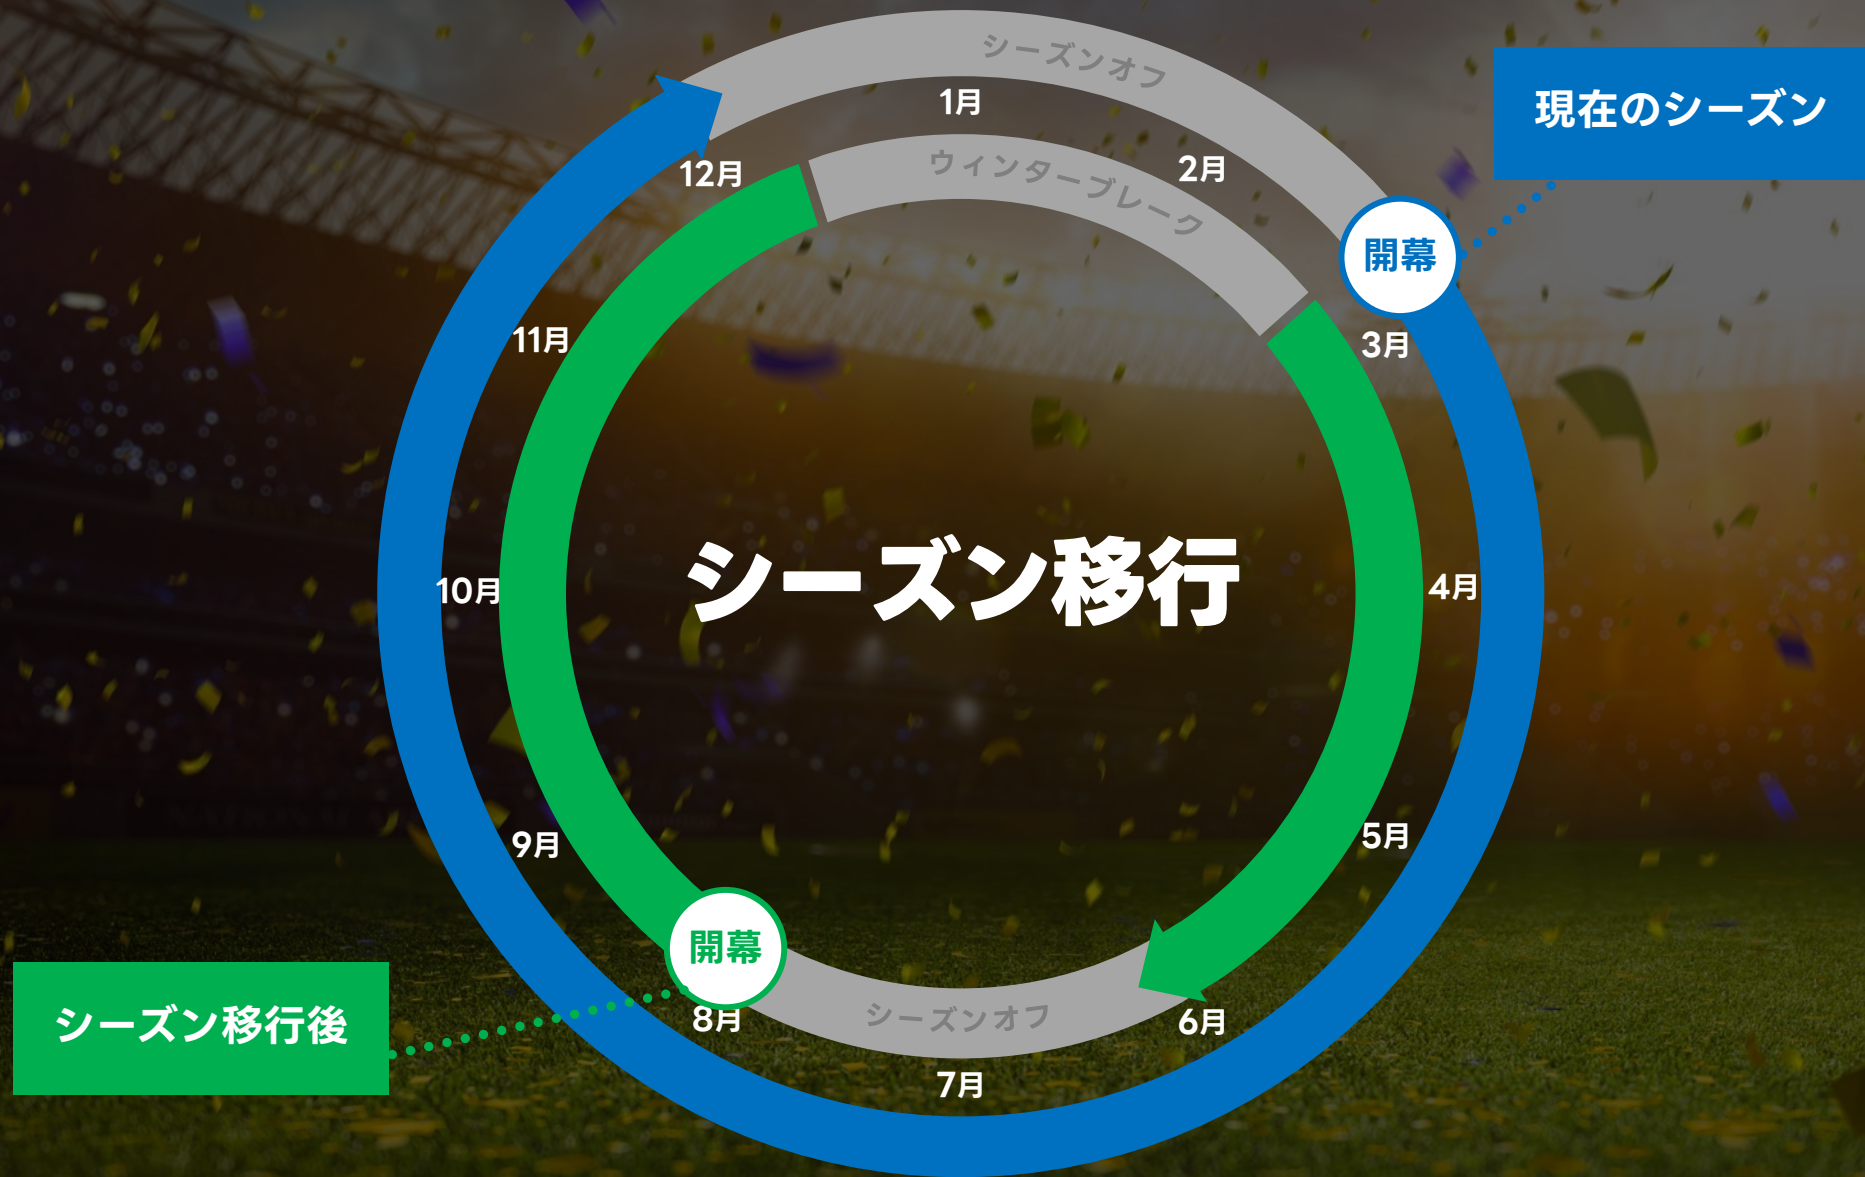 シーズンオフ
現在のシーズン
1月
ウィンターブレーク
2月
12月
開幕
3月
11月
シーズン移行
4月
10月
5月
9月
開幕
シーズン移行後
8月
シーズンオフ
6月
7月